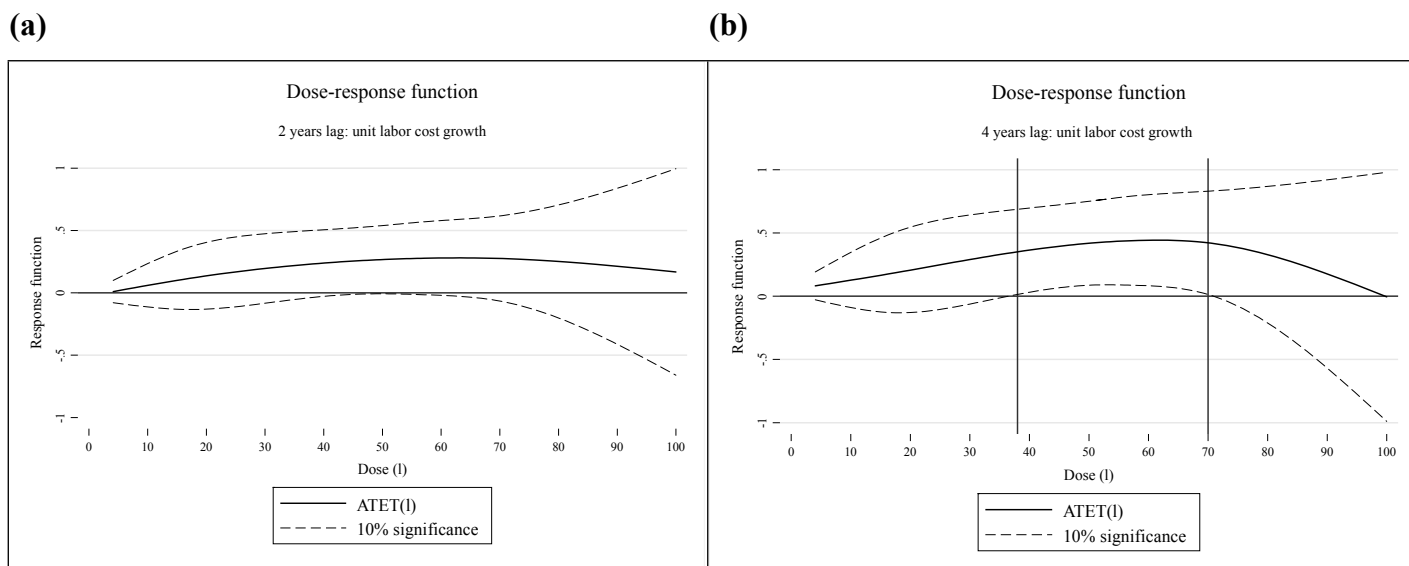 (a)
Dose-response function
2 years lag: unit labor cost growth
Response function
1
.5
0
-.5
-1
0 10 20 30 40 50 60 70 80 90 100
Dose (l)
ATET(l)
10% significance
(b)
Dose-response function
4 years lag: unit labor cost growth
Response function
1
.5
0
-.5
-1
0 10 20 30 40 50 60 70 80 90 100
Dose (l)
ATET(l)
10% significance